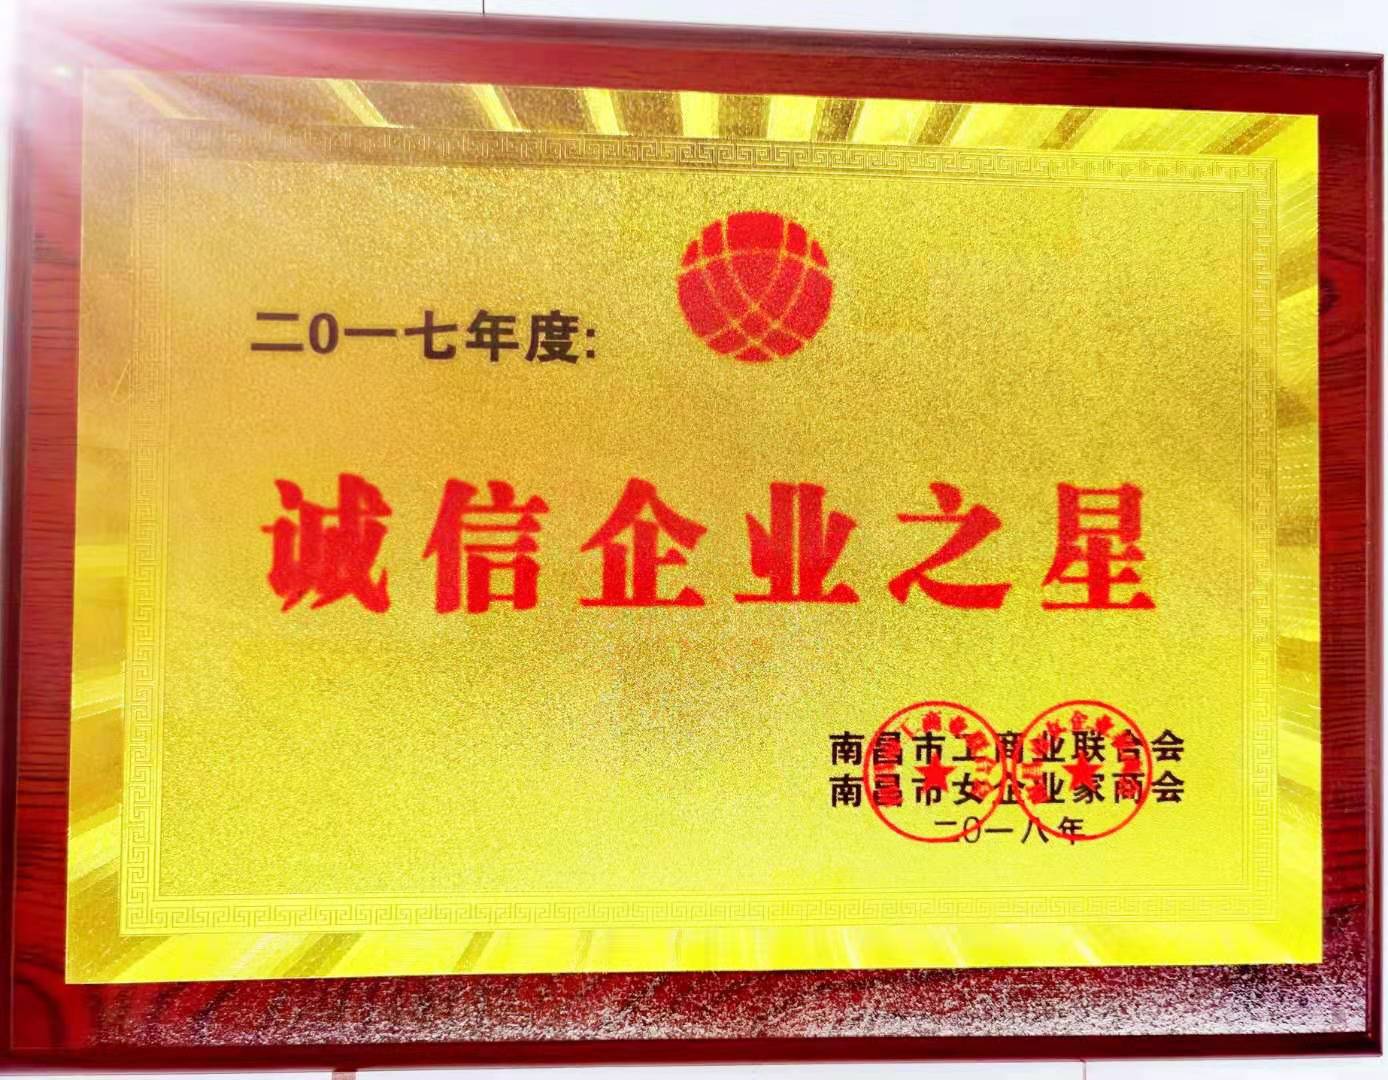 二0一七年度:
诚信企业之星
南昌市工商业联合会
南昌市女企业家商会
二0一八年